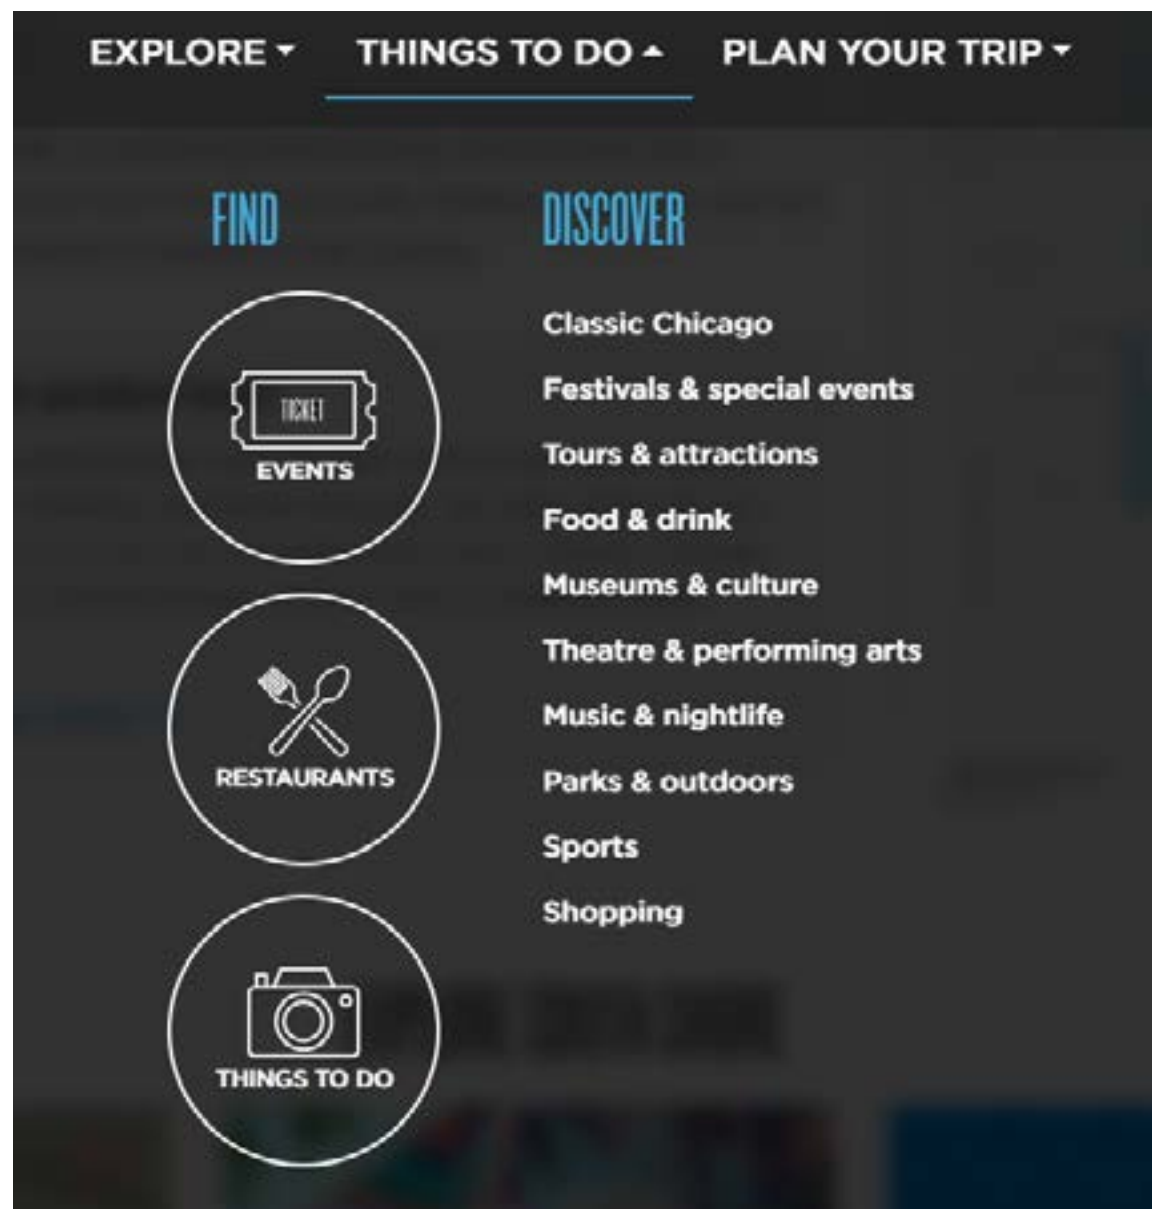 EXPLORE
THINGS TO DO
PLAN YOUR TRIP
FIND
TICKET
EVENTS
RESTAURANTS
THINGS TO DO
DISCOVER
Classic Chicago
Festivals & special events
Tours & attractions
Food & drink
Museums & culture
Theatre & performing arts
Music & nightlife
Parks & outdoors
Sports
Shopping